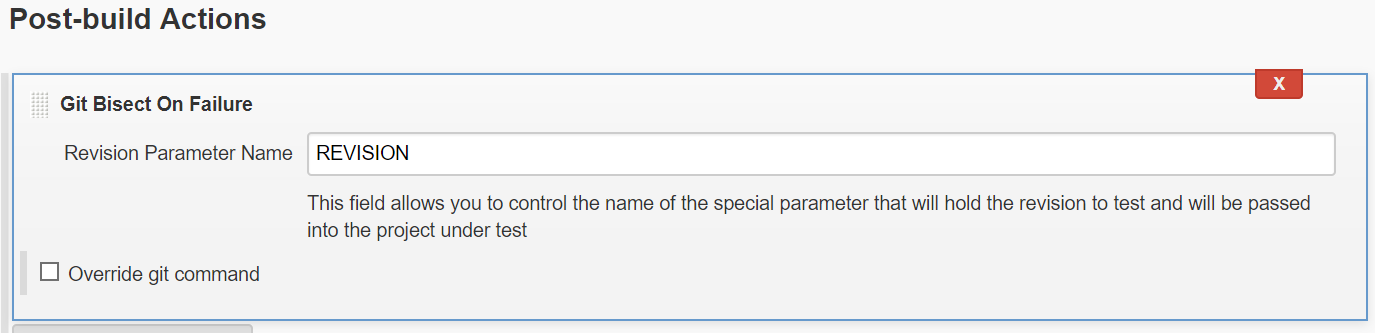 Post-build Actions
X
Git Bisect On Failure
Revision Parameter Name REVISION
This field allows you to control the name of the special parameter that will hold the revision to test and will be passed
into the project under test
Override git command